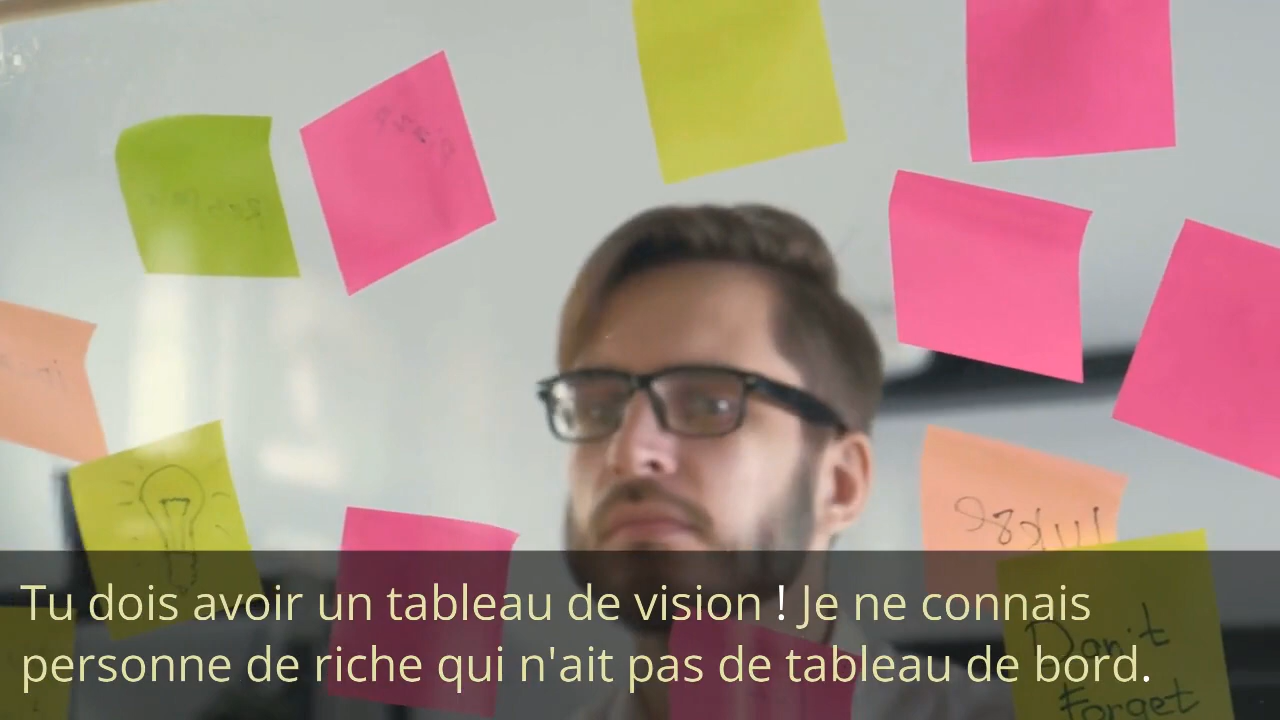 Tu dois avoir un tableau de vision ! Je ne connais
personne de riche qui n'ait pas de tableau de bord.
Don't
Forget